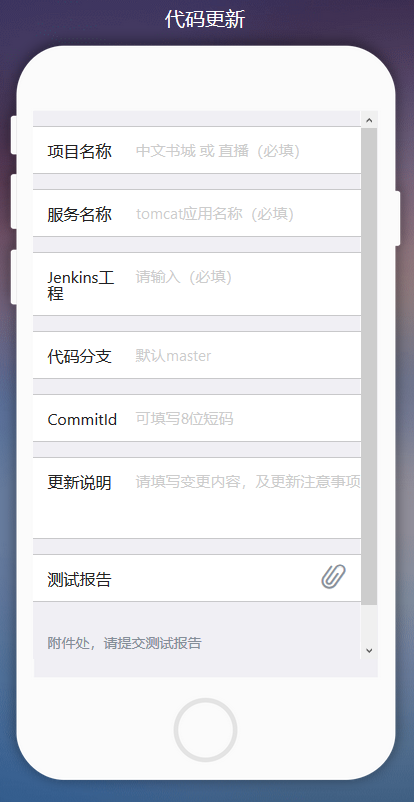 代码更新
项目名称 中文书城 或 直播（必填）
服务名称 tomcat应用名称（必填）
Jenkins工
程 请输入（必填）
代码分支 默认master
CommitId 可填写8位短码
更新说明 请填写变更内容，及更新注意事项
测试报告
附件处，请提交测试报告